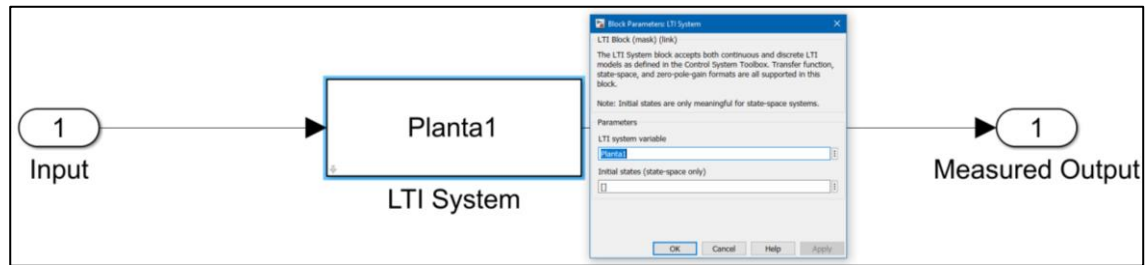 1
Input
Planta1
LTI System
Block Parameters: LTI System
LTI Block (mask) (link)
The LTI System block accepts both continuous and discrete LTI
models as defined in the Control System Toolbox. Transfer function,
state-space, and zero-pole-gain formats are all supported in this
block.
Note: Initial states are only meaningful for state-space systems.
Parameters
LTI system variable
Planta1
Initial states (state-space only)
[]
OK Cancel Help Apply
1
Measured Output